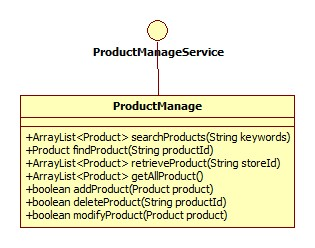 ProductManageService
ProductManage
+ArrayList<Product> searchProducts(String keywords)
+Product findProduct(String productId)
+ArrayList<Product> retrieveProduct(String storeId)
+ArrayList<Product> getAllProduct()
+boolean addProduct(Product product)
+boolean deleteProduct(String productId)
+boolean modifyProduct(Product product)